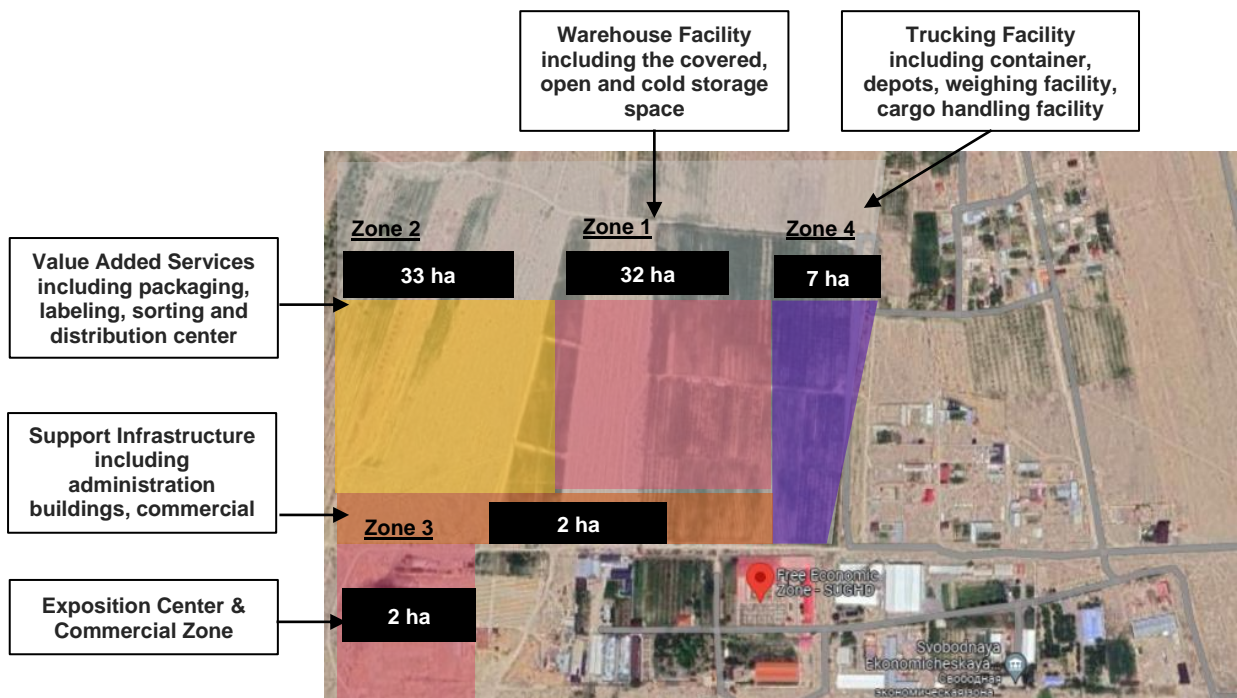 Warehouse Facility
including the covered,
open and cold storage
space
Trucking Facility
including container,
depots, weighing facility,
cargo handling facility
Zone 2
Zone 1
Zone 4
33 ha
32 ha
7 ha
Value Added Services
including packaging,
labeling, sorting and
distribution center
Support Infrastructure
including
administration
buildings, commercial
Zone 3
2 ha
Exposition Center &
Commercial Zone
2 ha
Free Economic
Zone - SUGHD
Svobodnaya
Ekonomicheskaya...
Свободная
экономическая зона